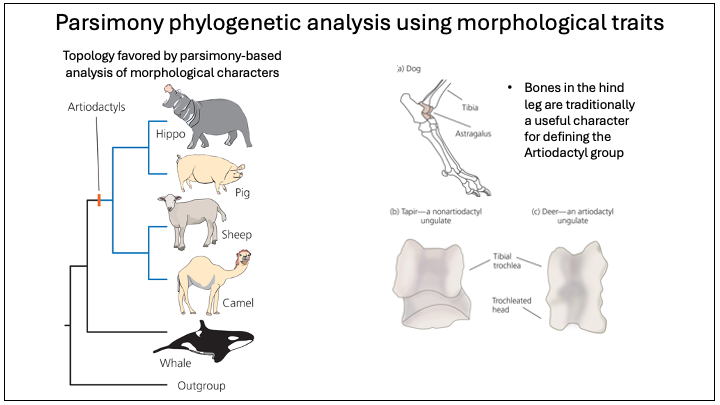 Parsimony phylogenetic analysis using morphological traits
Topology favored by parsimony-based
analysis of morphological characters
Artiodactyls
Hippo
Pig
Sheep
Camel
Whale
Outgroup
(a) Dog
Tibia
Astragalus
• Bones in the hind
leg are traditionally
a useful character
for defining the
Artiodactyl group
(b) Tapir—a nonartiodactyl
ungulate
(c) Deer—an artiodactyl
ungulate
Tibial
trochlea
Trochleated
head